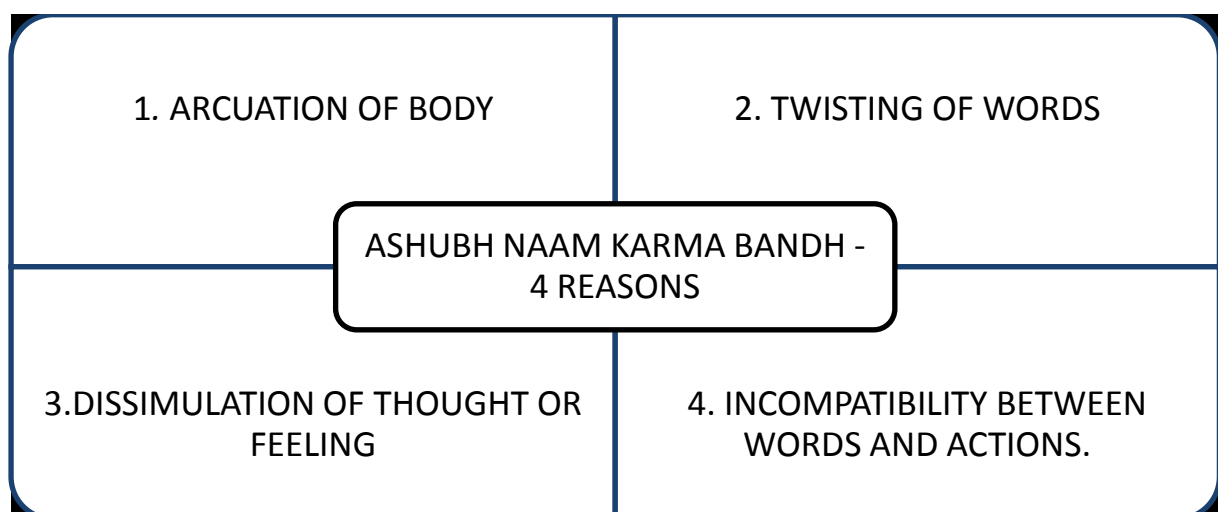 1. ARCUATION OF BODY
2. TWISTING OF WORDS
ASHUBH NAAM KARMA BANDH -
4 REASONS
3.DISSIMULATION OF THOUGHT OR
FEELING
4. INCOMPATIBILITY BETWEEN
WORDS AND ACTIONS.